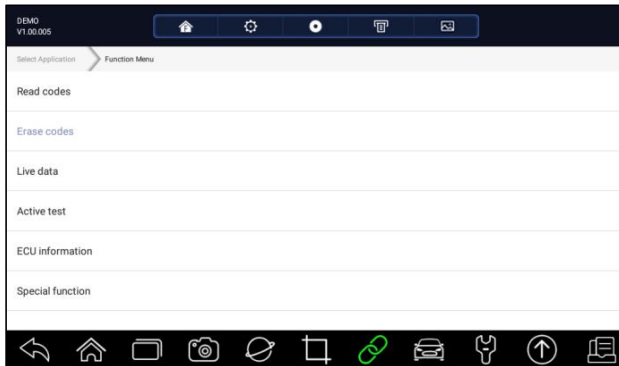 DEMO
V1.00.005
Select Application
Function Menu
Read codes
Erase codes
Live data
Active test
ECU information
Special function